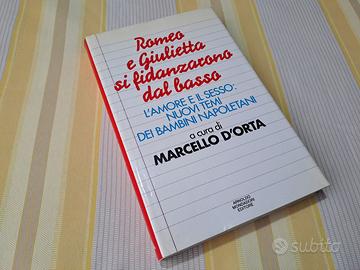 Romeo
e Giulietta
si fidanzarono
dal basso
L'AMORE E IL SESSO:
NUOVI TEMI
DEI BAMBINI NAPOLETANI
a cura di
MARCELLO D'ORTA
ARNOLDO
MONDADORI
EDITORE
subito